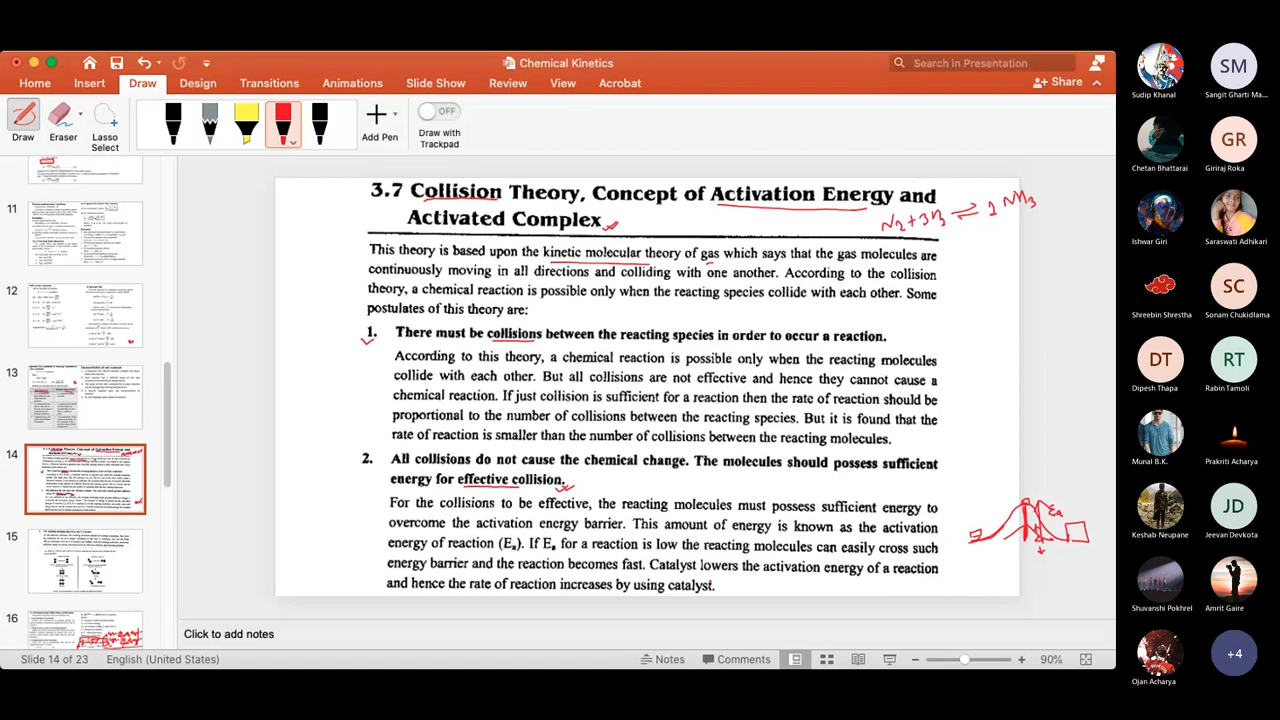 Chemical Kinetics
Search in Presentation
Home Insert Draw Design Transitions Animations Slide Show Review View Acrobat
Share
Draw
Eraser
Lasso
Select
Add Pen
OFF
Draw with
Trackpad
11
12
13
14
15
16
3.7 Collision Theory, Concept of Activation Energy and
Activated Complex
This theory is based upon kinetic molecular theory of gas which says that the gas molecules are
continuously moving in all directions and colliding with one another. According to the collision
theory, a chemical reaction is possible only when the reacting species collide with each other. Some
postulates of this theory are:
1. There must be collision between the reacting species in order to occur a reaction.
According to this theory, a chemical reaction is possible only when the reacting molecules
collide with each other. But all collisions are not effective and hence they cannot cause a
chemical reaction. If just collision is sufficient for a reaction, the rate of reaction should be
proportional to the number of collisions between the reacting molecules. But it is found that the
rate of reaction is smaller than the number of collisions between the reacting molecules.
2. All collisions do not bring the chemical change. The molecules should possess sufficient
energy for effective collision.
For a collision to be effective, the reacting molecules must possess sufficient energy to
overcome the activation energy barrier. This amount of energy is known as the activation
energy of reaction (Ea). If Ea for a reaction is low the reacting molecules can easily cross such
energy barrier and the reaction becomes fast. Catalyst lowers the activation energy of a reaction
and hence the rate of reaction increases by using catalyst.
Ea
Click to add notes
Slide 14 of 23 English (United States) Notes Comments 90%
Sudip Khanal
SM
Sangit Gharti Ma...
Chetan Bhattarai
GR
Giriraj Roka
Ishwar Giri
Saraswati Adhikari
Shreebin Shrestha
SC
Sonam Chukidlama
DT
Dipesh Thapa
RT
Rabin Tamoli
Munal B.K.
Prakriti Acharya
Keshab Neupane
JD
Jeevan Devkota
Shuvanshi Pokhrel
Amrit Gaire
Ojan Acharya
+4